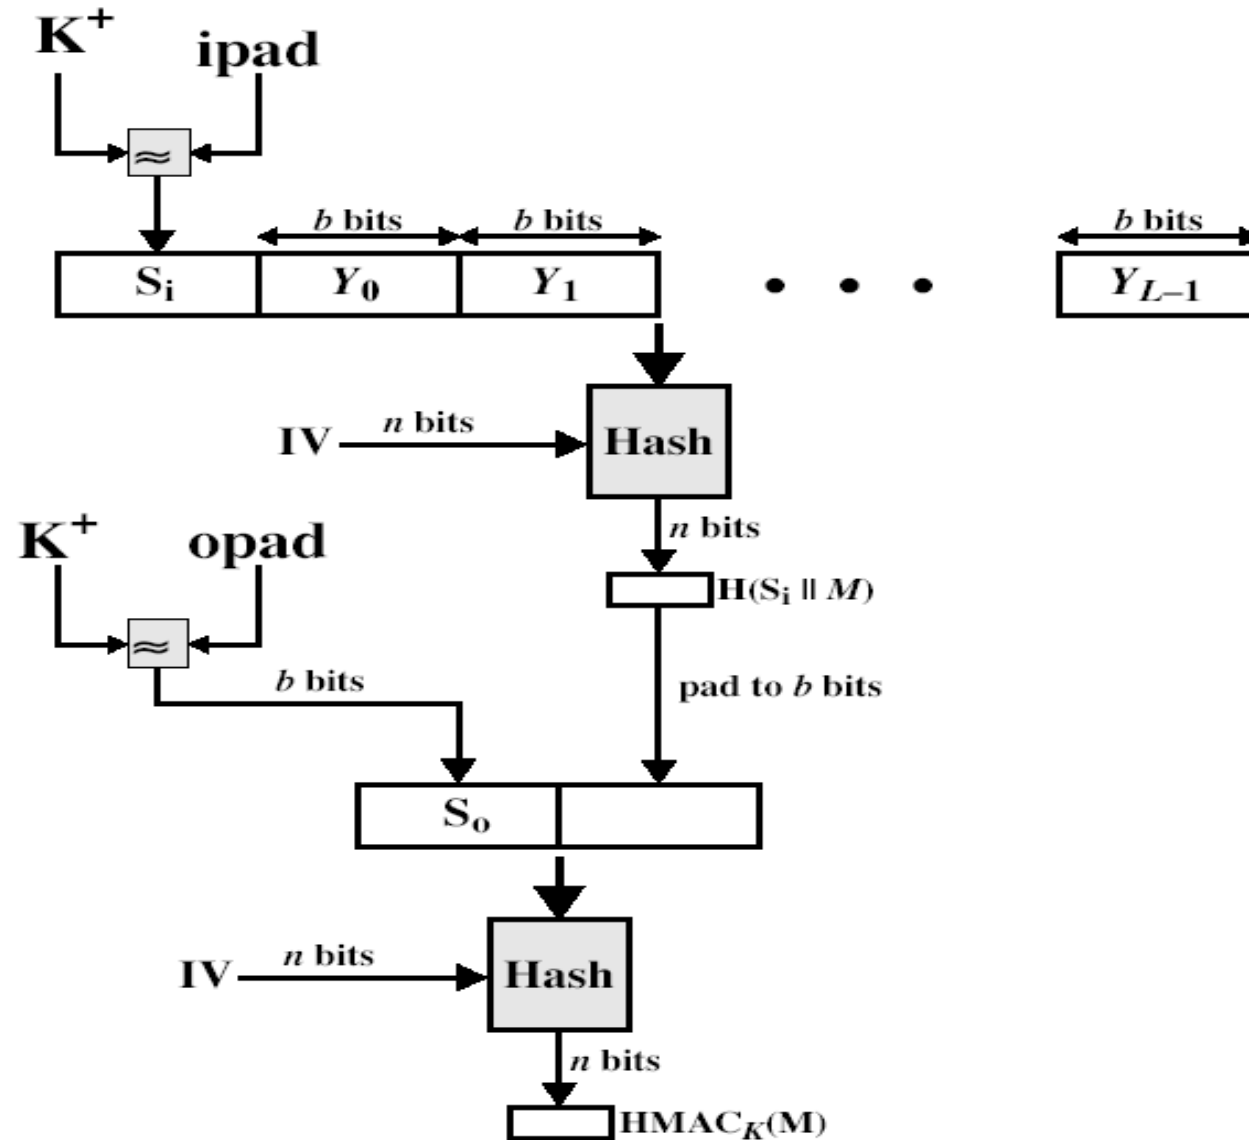 K+ ipad
≈
b bits b bits b bits
Si Y0 Y1 • • • YL–1
IV n bits Hash
n bits
K+ opad
H(Si || M)
≈
b bits pad to b bits
So
IV n bits Hash
n bits
HMACK(M)